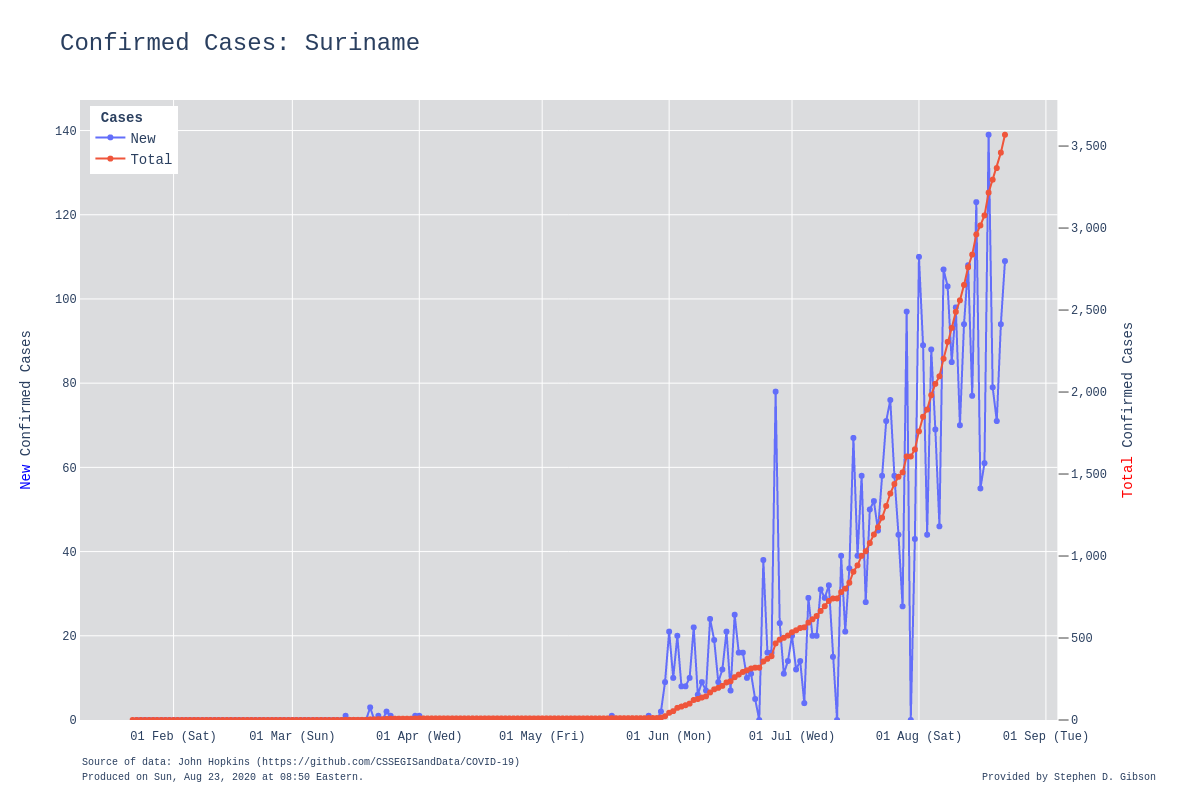 Confirmed Cases: Suriname
Cases
New
Total
140
120
100
80
60
40
20
0
3,500
3,000
2,500
2,000
1,500
1,000
500
0
New Confirmed Cases
Total Confirmed Cases
01 Feb (Sat)
01 Mar (Sun)
01 Apr (Wed)
01 May (Fri)
01 Jun (Mon)
01 Jul (Wed)
01 Aug (Sat)
01 Sep (Tue)
Source of data: John Hopkins (https://github.com/CSSEGISandData/COVID-19)
Produced on Sun, Aug 23, 2020 at 08:50 Eastern.
Provided by Stephen D. Gibson